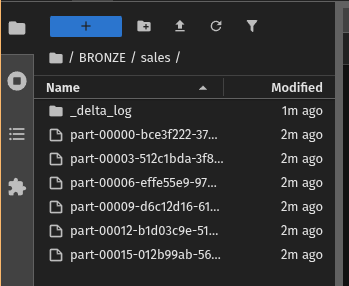 / BRONZE / sales /
Name Modified
_delta_log 1m ago
part-00000-bce3f222-37... 2m ago
part-00003-512c1bda-3f8... 2m ago
part-00006-effe55e9-97... 2m ago
part-00009-d6c12d16-61... 2m ago
part-00012-b1d03c9e-51... 2m ago
part-00015-012b99ab-56... 2m ago